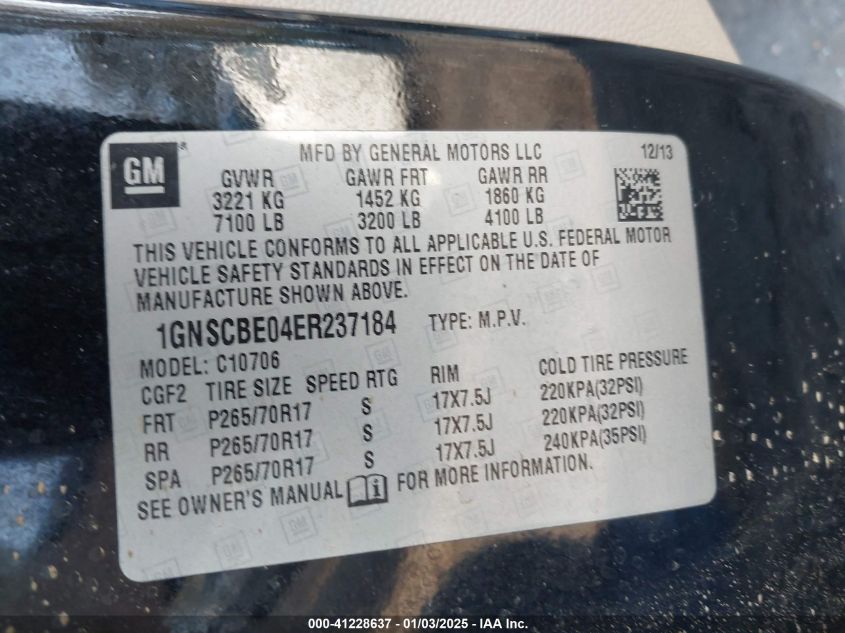 GM
MFD BY GENERAL MOTORS LLC 12/13
GVWR GAWR FRT GAWR RR
3221 KG 1452 KG 1860 KG
7100 LB 3200 LB 4100 LB
THIS VEHICLE CONFORMS TO ALL APPLICABLE U.S. FEDERAL MOTOR
VEHICLE SAFETY STANDARDS IN EFFECT ON THE DATE OF
MANUFACTURE SHOWN ABOVE.
1GNSCBE04ER237184 TYPE: M.P.V.
MODEL: C10706
CGF2 TIRE SIZE SPEED RTG RIM COLD TIRE PRESSURE
FRT P265/70R17 S 17X7.5J 220KPA(32PSI)
RR P265/70R17 S 17X7.5J 220KPA(32PSI)
SPA P265/70R17 S 17X7.5J 240KPA(35PSI)
SEE OWNER'S MANUAL i FOR MORE INFORMATION.
000-41228637 - 01/03/2025 - IAA Inc.